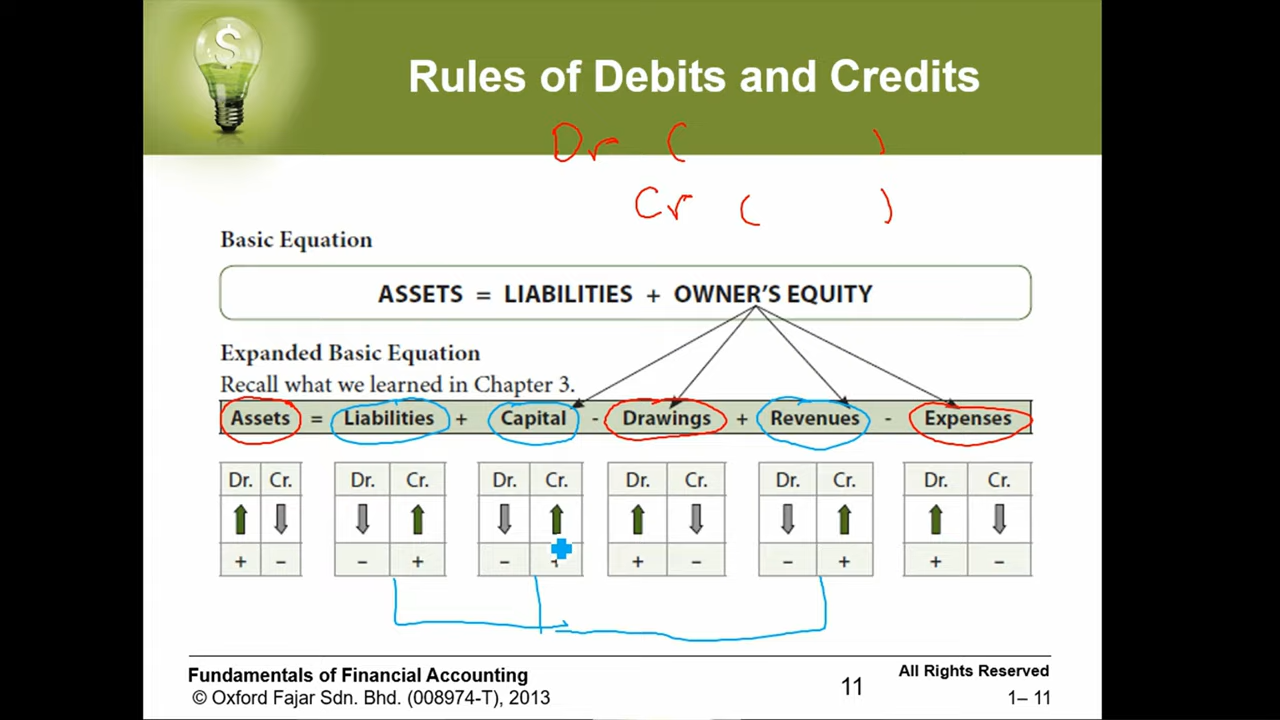 $
Rules of Debits and Credits
Dr ( )
Cr ( )
Basic Equation
ASSETS = LIABILITIES + OWNER'S EQUITY
Expanded Basic Equation
Recall what we learned in Chapter 3.
Assets = Liabilities + Capital - Drawings + Revenues - Expenses
Dr. Cr. Dr. Cr. Dr. Cr. Dr. Cr. Dr. Cr. Dr. Cr.
+ – – + – + – – + + –
Fundamentals of Financial Accounting
All Rights Reserved
© Oxford Fajar Sdn. Bhd. (008974-T), 2013
11
1– 11